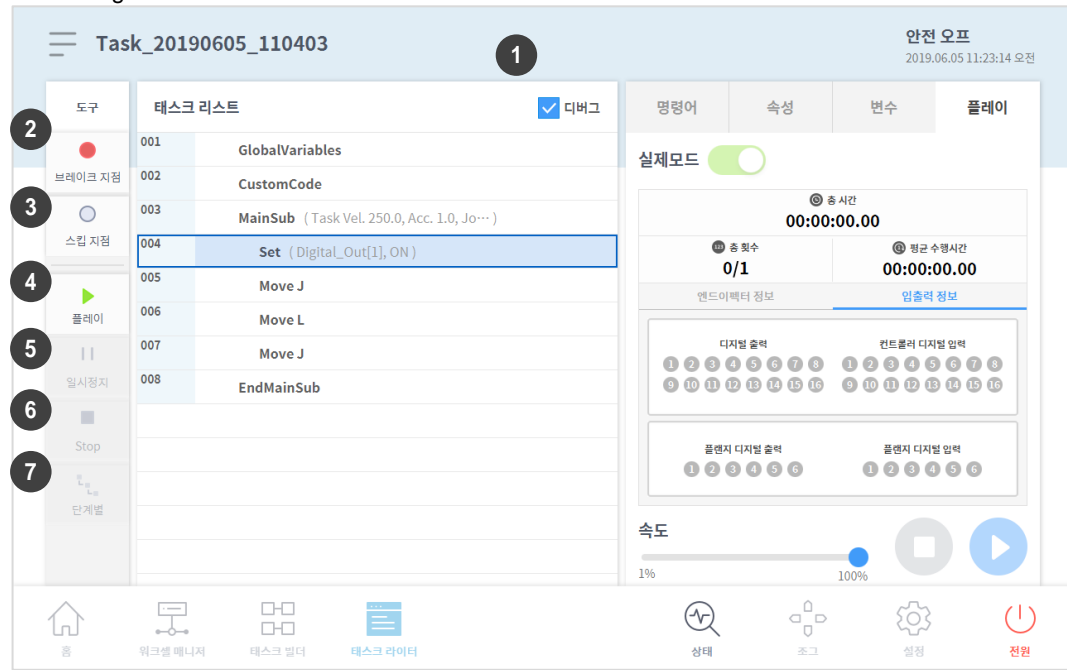 Task_20190605_110403
안전 오프
2019.06.05 11:23:14 오전
1
도구
태스크 리스트
디버그
명령어
속성
변수
플레이
2
브레이크 지점
3
스킵 지점
4
플레이
5
일시정지
6
Stop
7
단계별
001 GlobalVariables
002 CustomCode
003 MainSub ( Task Vel. 250.0, Acc. 1.0, Jo··· )
004 Set ( Digital_Out[1], ON )
005 Move J
006 Move L
007 Move J
008 EndMainSub
실제모드
총 시간
00:00:00.00
123 총 횟수
0/1
평균 수행시간
00:00:00.00
엔드이펙터 정보
입출력 정보
디지털 출력
1 2 3 4 5 6 7 8
9 10 11 12 13 14 15 16
컨트롤러 디지털 입력
1 2 3 4 5 6 7 8
9 10 11 12 13 14 15 16
플랜지 디지털 출력
1 2 3 4 5 6
플랜지 디지털 입력
1 2 3 4 5 6
속도
1%
100%
홈
워크셀 매니저
태스크 빌더
태스크 라이터
상태
조그
설정
전원